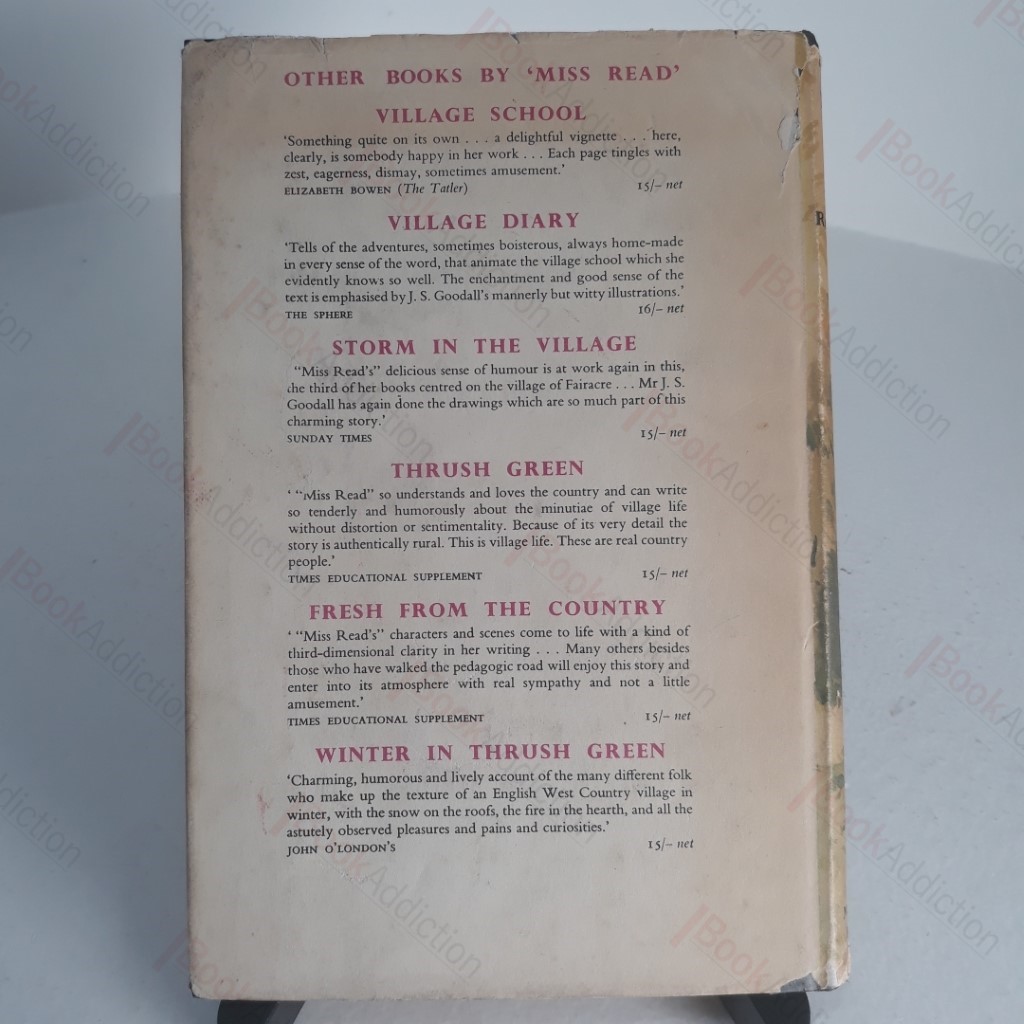 OTHER BOOKS BY ‘MISS READ’
VILLAGE SCHOOL
‘Something quite on its own . . . a delightful vignette . . . here,
clearly, is somebody happy in her work . . . Each page tingles with
zest, eagerness, dismay, sometimes amusement.’
ELIZABETH BOWEN (The Tatler) 15/– net
VILLAGE DIARY
‘Tells of the adventures, sometimes boisterous, always home-made
in every sense of the word, that animate the village school which she
evidently knows so well. The enchantment and good sense of the
text is emphasised by J. S. Goodall’s mannerly but witty illustrations.’
THE SPHERE 16/– net
STORM IN THE VILLAGE
“Miss Read’s” delicious sense of humour is at work again in this,
the third of her books centred on the village of Fairacre . . . Mr J. S.
Goodall has again done the drawings which are so much part of this
charming story.’
SUNDAY TIMES 15/– net
THRUSH GREEN
‘ “Miss Read” so understands and loves the country and can write
so tenderly and humorously about the minutiae of village life
without distortion or sentimentality. Because of its very detail the
story is authentically rural. This is village life. These are real country
people.’
TIMES EDUCATIONAL SUPPLEMENT 15/– net
FRESH FROM THE COUNTRY
‘ “Miss Read’s” characters and scenes come to life with a kind of
third-dimensional clarity in her writing . . . Many others besides
those who have walked the pedagogic road will enjoy this story and
enter into its atmosphere with real sympathy and not a little
amusement.’
TIMES EDUCATIONAL SUPPLEMENT 15/– net
WINTER IN THRUSH GREEN
‘Charming, humorous and lively account of the many different folk
who make up the texture of an English West Country village in
winter, with the snow on the roofs, the fire in the hearth, and all the
astutely observed pleasures and pains and curiosities.’
JOHN O’LONDON’S 15/– net
R
BookAddiction